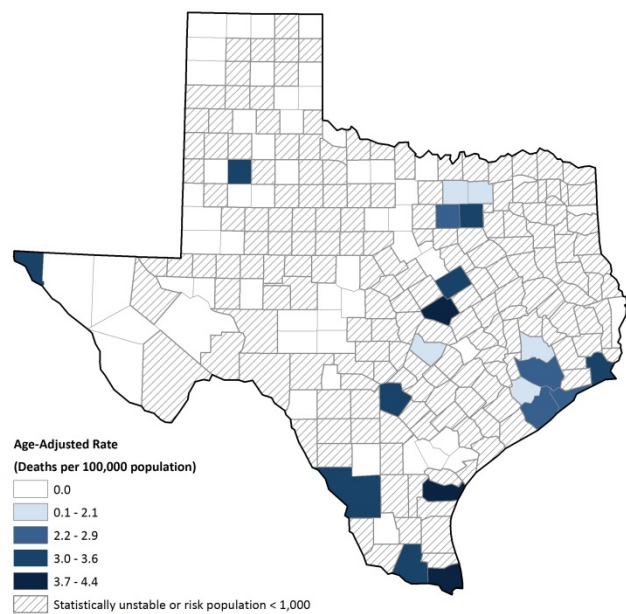 Age-Adjusted Rate
(Deaths per 100,000 population)
0.0
0.1 - 2.1
2.2 - 2.9
3.0 - 3.6
3.7 - 4.4
Statistically unstable or risk population < 1,000